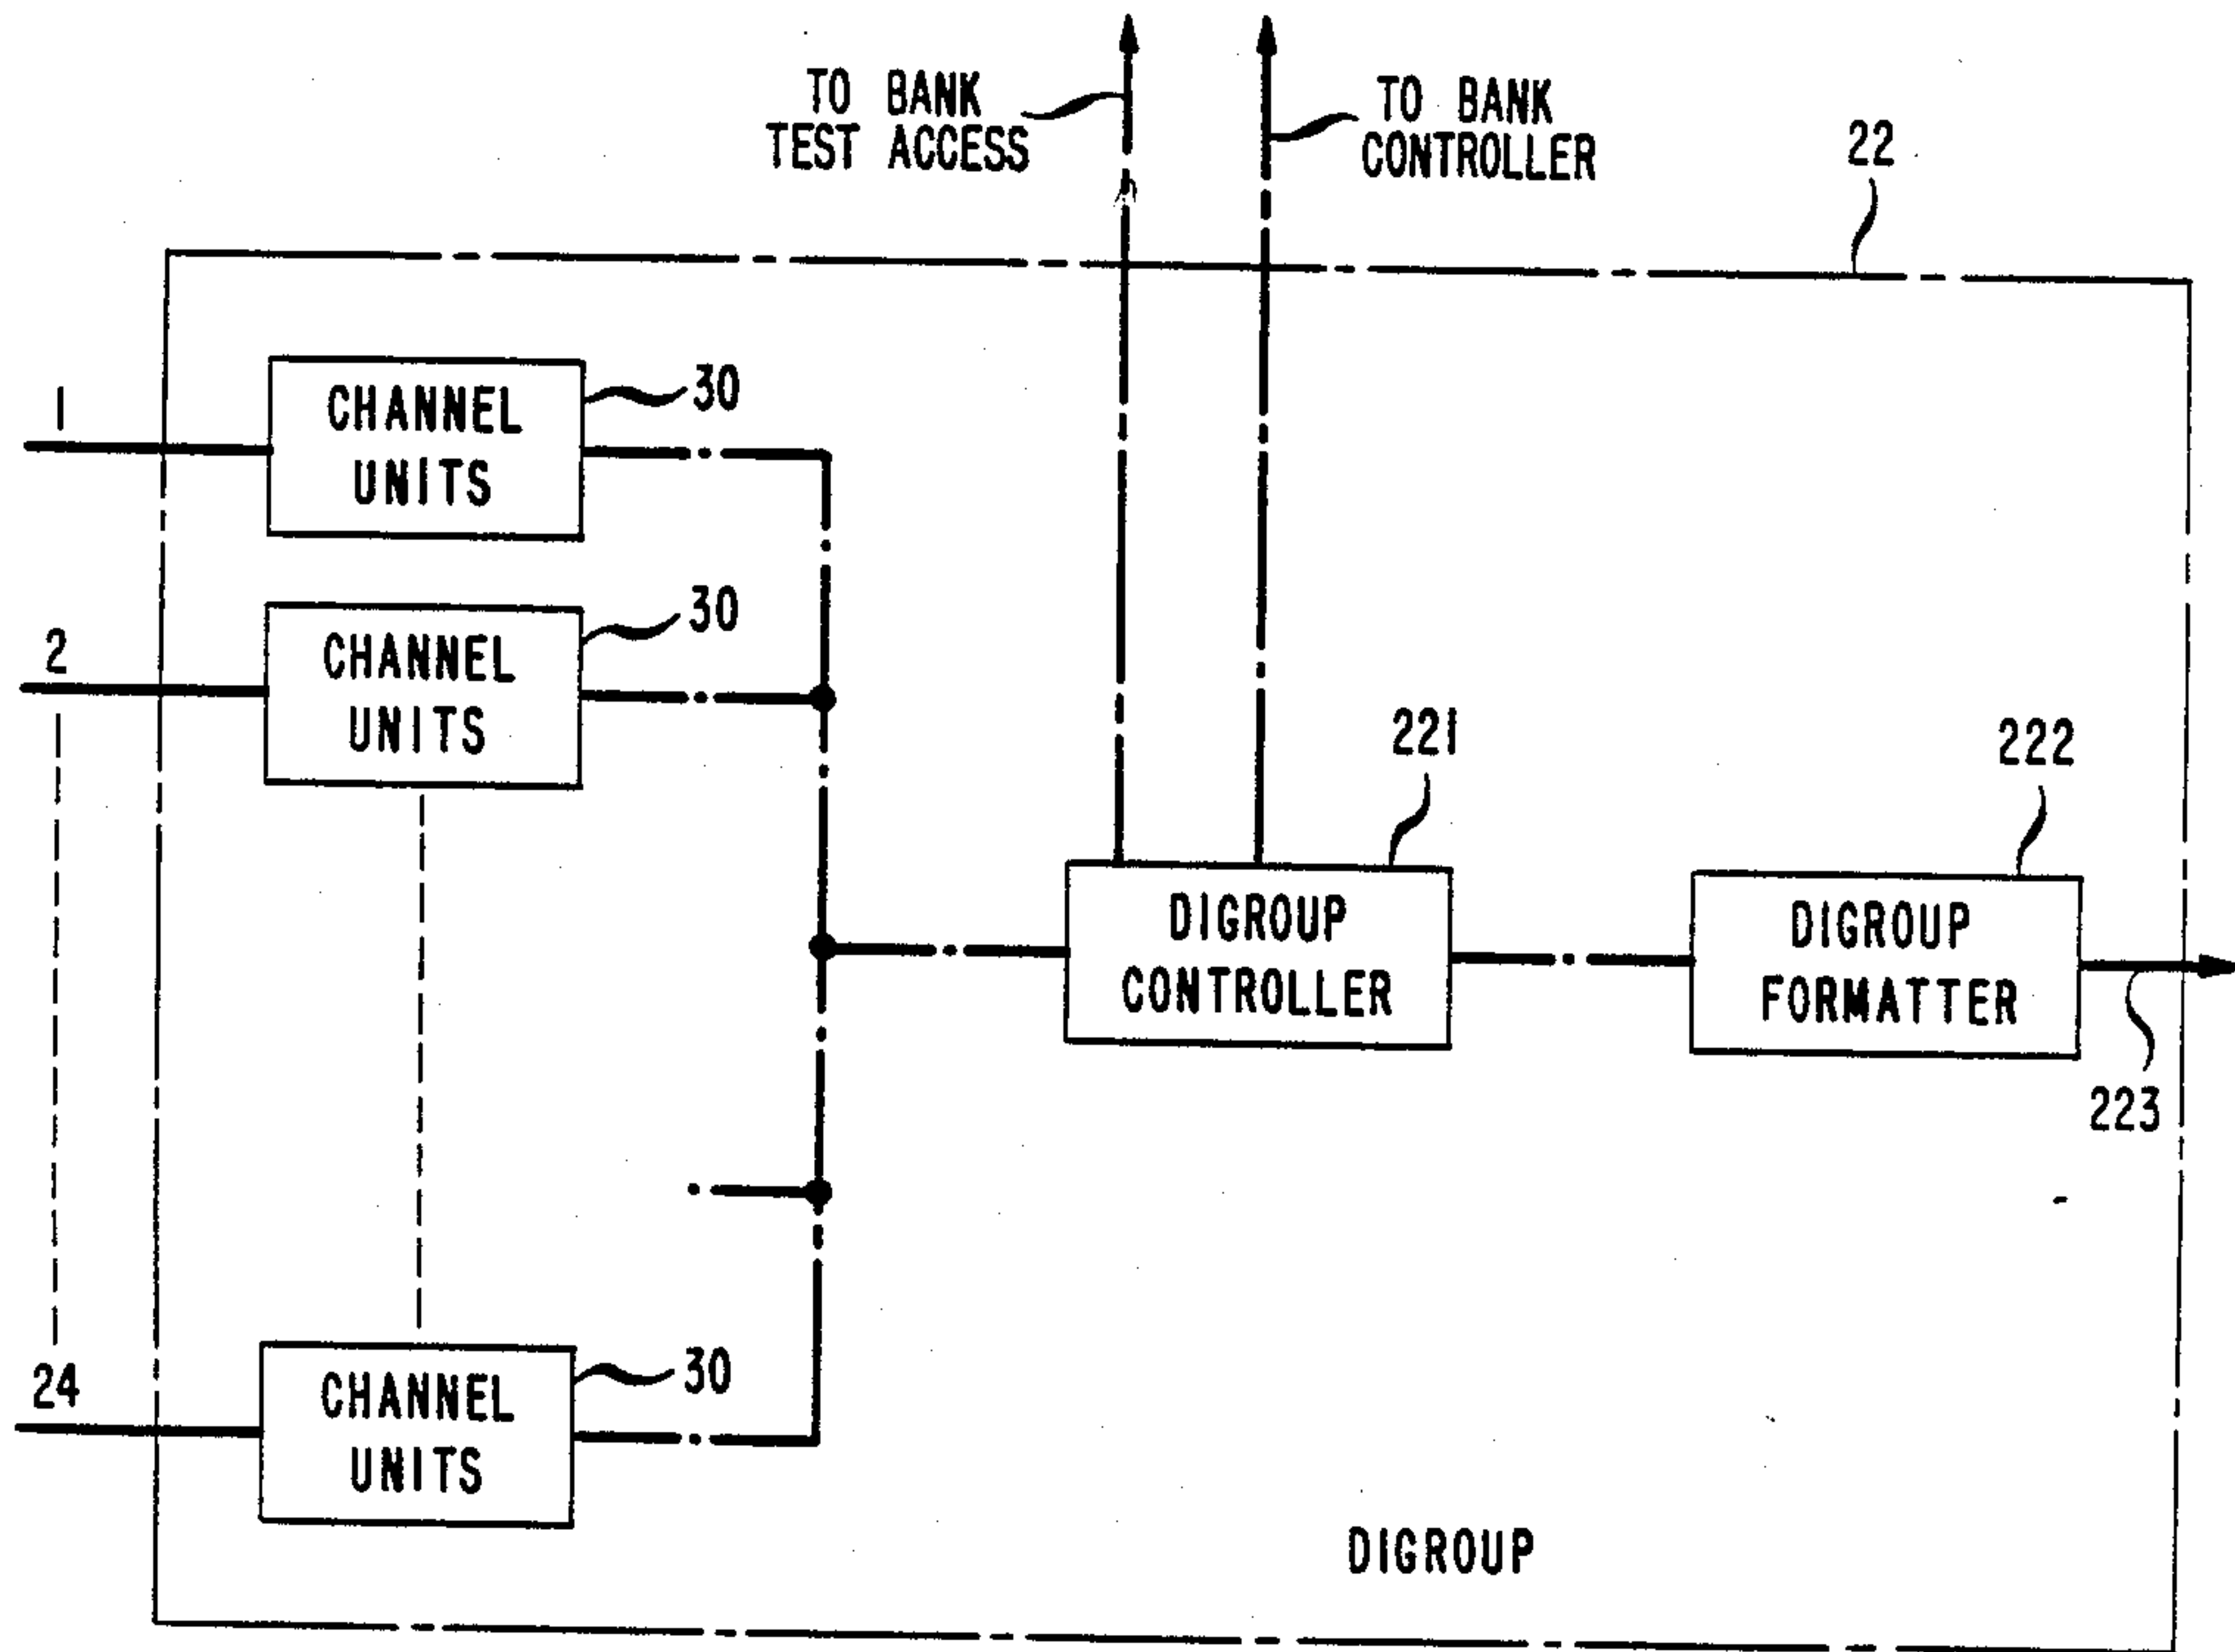 TO BANK
TEST ACCESS
TO BANK
CONTROLLER
22
1
CHANNEL
UNITS
30
2
CHANNEL
UNITS
30
221
DIGROUP
CONTROLLER
222
DIGROUP
FORMATTER
223
24
CHANNEL
UNITS
30
DIGROUP